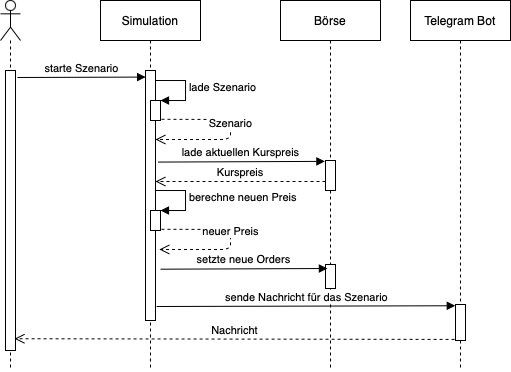 Simulation
Börse
Telegram Bot
starte Szenario
lade Szenario
Szenario
lade aktuellen Kurspreis
Kurspreis
berechne neuen Preis
neuer Preis
setzte neue Orders
sende Nachricht für das Szenario
Nachricht